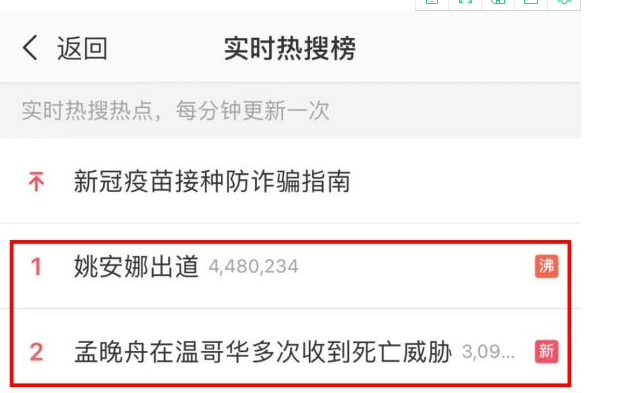 返回 实时热搜榜
实时热搜热点，每分钟更新一次
新冠疫苗接种防诈骗指南
1 姚安娜出道 4,480,234 沸
2 孟晚舟在温哥华多次收到死亡威胁 3,09... 新